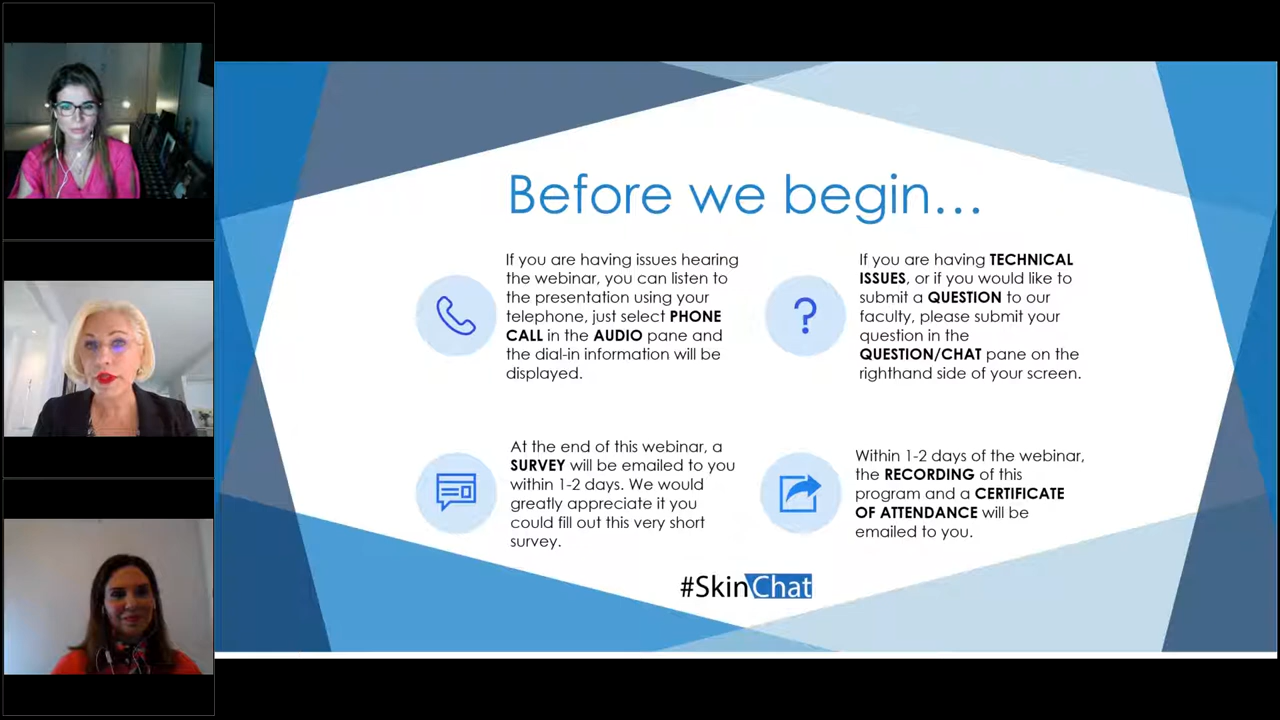 Before we begin...
If you are having issues hearing
the webinar, you can listen to
the presentation using your
telephone, just select PHONE
CALL in the AUDIO pane and
the dial-in information will be
displayed.
If you are having TECHNICAL
ISSUES, or if you would like to
submit a QUESTION to our
faculty, please submit your
question in the
QUESTION/CHAT pane on the
righthand side of your screen.
At the end of this webinar, a
SURVEY will be emailed to you
within 1-2 days. We would
greatly appreciate it you
could fill out this very short
survey.
Within 1-2 days of the webinar,
the RECORDING of this
program and a CERTIFICATE
OF ATTENDANCE will be
emailed to you.
#SkinChat